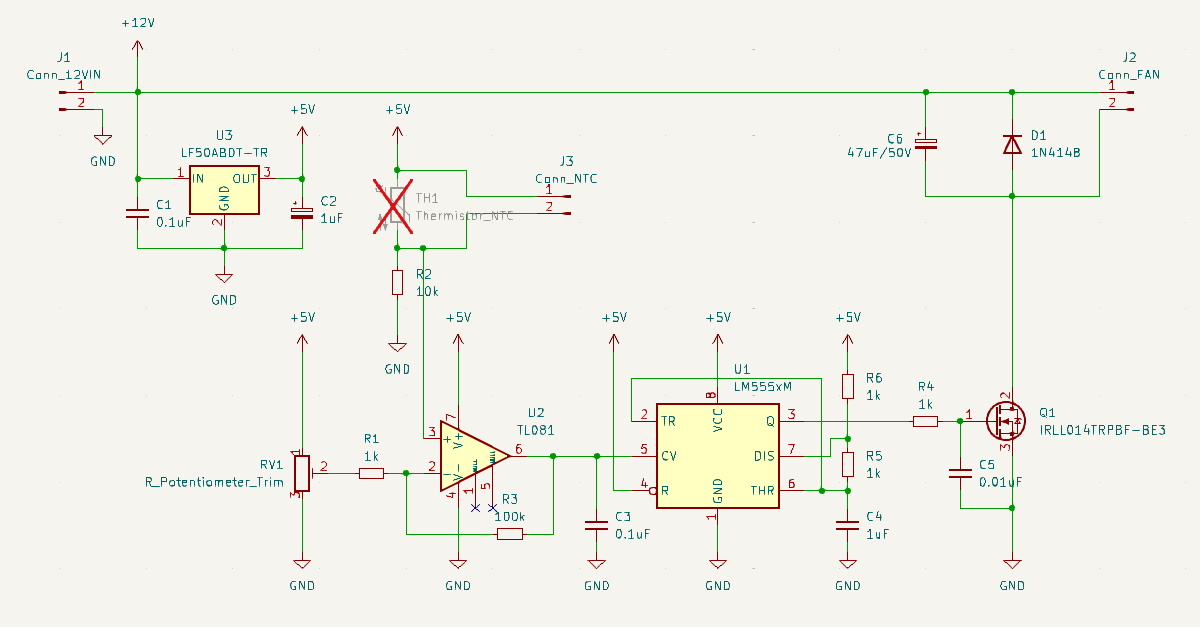 +12V
J1
Conn_12VIN
1
2
GND
+5V
U3
LF50ABDT-TR
1
IN
OUT
3
GND
2
C1
0.1uF
C2
1uF
GND
+5V
J3
Conn_NTC
1
2
TH1
Thermistor_NTC
R2
10k
GND
J2
Conn_FAN
1
2
C6
47uF/50V
D1
1N4148
+5V
RV1
R_Potentiometer_Trim
1
2
3
GND
R1
1k
+5V
U2
TL081
3
+
2
-
7
V+
V-
4
1
5
6
R3
100k
GND
+5V
C3
0.1uF
GND
+5V
U1
LM555xM
8
VCC
2
TR
Q
3
5
CV
DIS
7
4
R
THR
6
GND
1
GND
+5V
R6
1k
R5
1k
C4
1uF
GND
R4
1k
1
2
3
Q1
IRLL014TRPBF-BE3
C5
0.01uF
GND